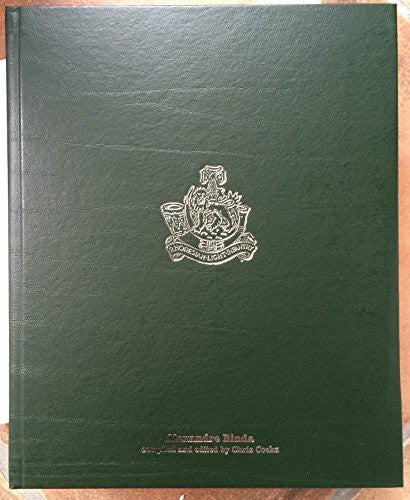 RHODESIAN·LIGHT·INFANTRY
Alexandre Binda
compiled and edited by Chris Cocks